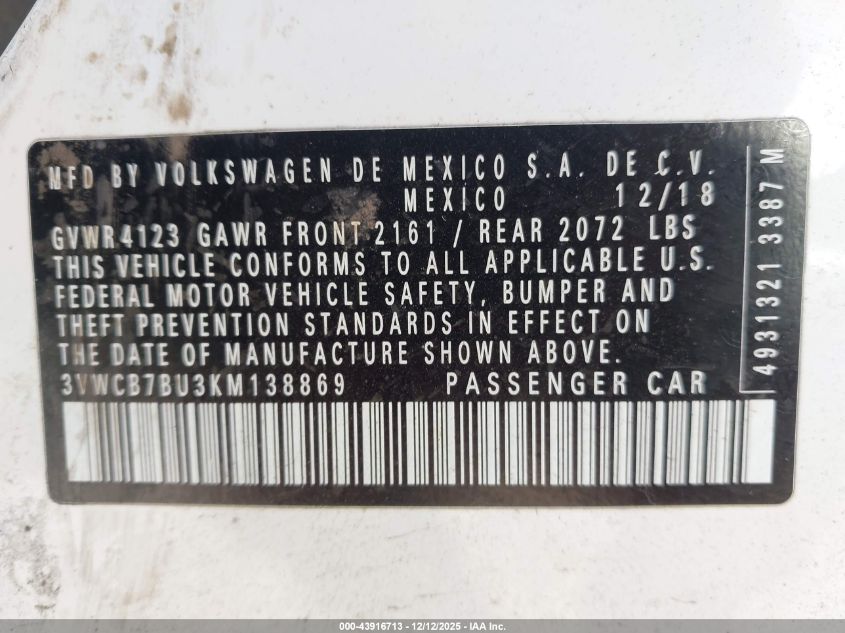 MFD BY VOLKSWAGEN DE MEXICO S.A. DE C.V.
MEXICO 12/18
GVWR4123 GAWR FRONT 2161 / REAR 2072 LBS
THIS VEHICLE CONFORMS TO ALL APPLICABLE U.S.
FEDERAL MOTOR VEHICLE SAFETY, BUMPER AND
THEFT PREVENTION STANDARDS IN EFFECT ON
THE DATE OF MANUFACTURE SHOWN ABOVE.
3VWCB7BU3KM138869 PASSENGER CAR
4931321 3387 M
000-43916713 - 12/12/2025 - IAA Inc.